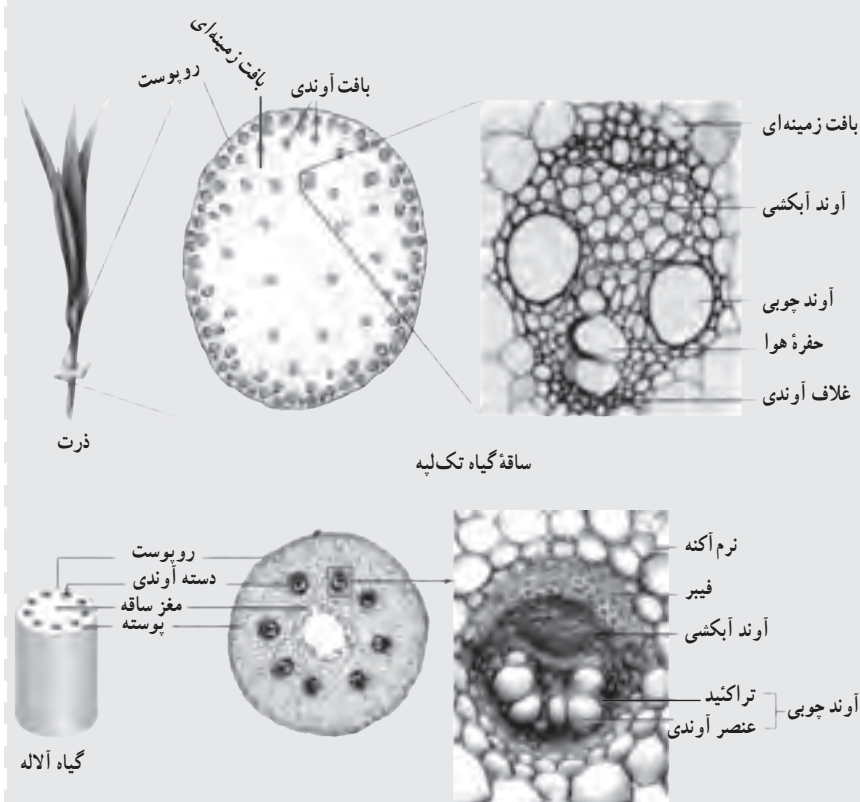 بافت زمینه‌ای
روپوست
بافت آوندی
بافت زمینه‌ای
آوند آبکشی
آوند چوبی
حفرهٔ هوا
غلاف آوندی
ذرت
ساقهٔ گیاه تک‌لپه
روپوست
دسته آوندی
مغز ساقه
پوسته
گیاه آلاله
نرم‌آکنه
فیبر
آوند آبکشی
تراکئید
عنصر آوندی
آوند چوبی